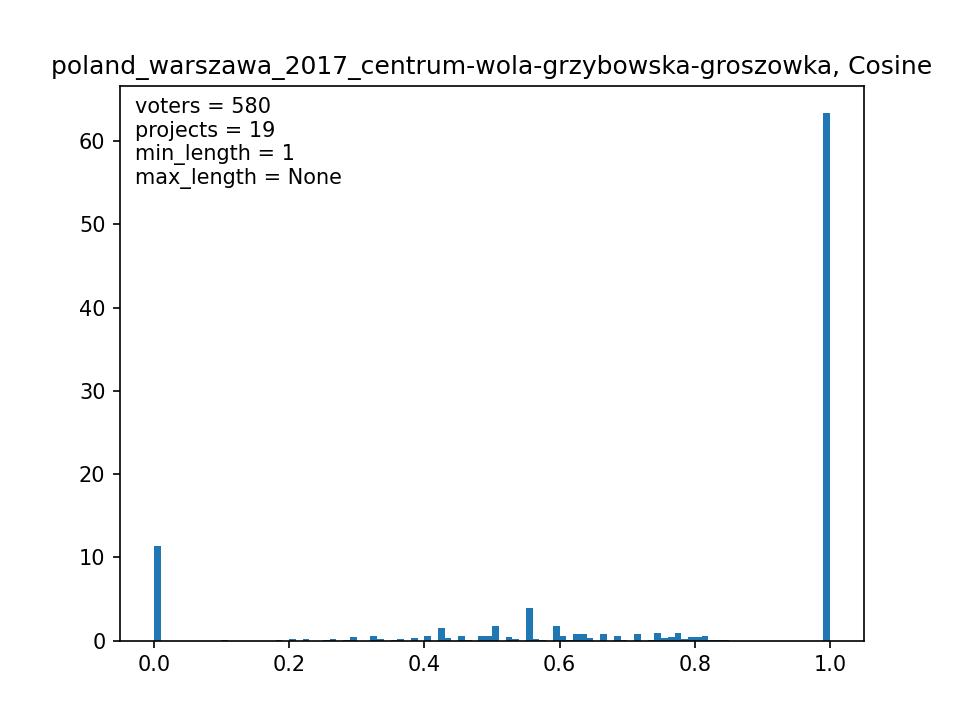 poland_warszawa_2017_centrum-wola-grzybowska-groszowka, Cosine
voters = 580
projects = 19
min_length = 1
max_length = None
60
50
40
30
20
10
0
0.0 0.2 0.4 0.6 0.8 1.0